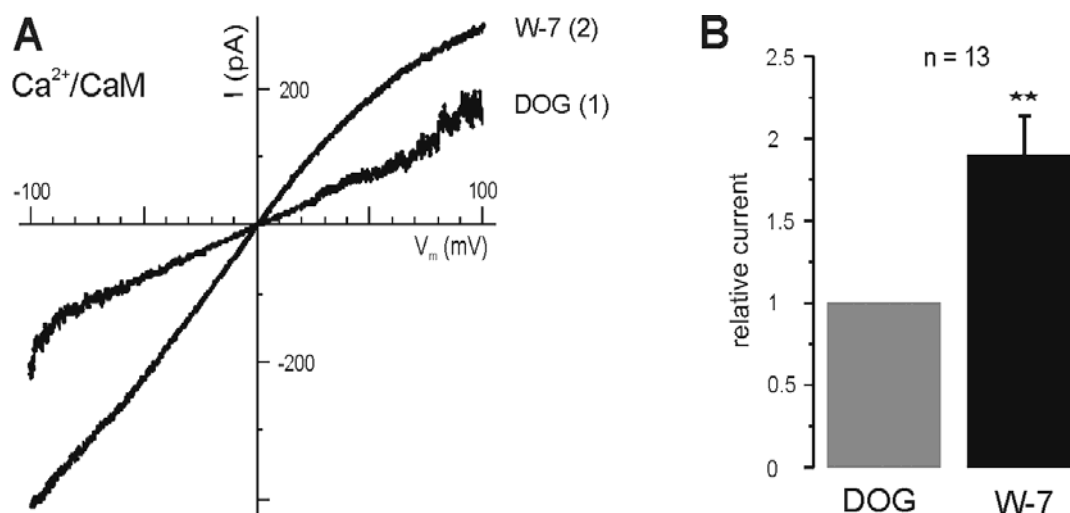 A
Ca²⁺/CaM
I (pA)
W-7 (2)
DOG (1)
200
-100
100
Vₘ (mV)
-200
B
n = 13
**
relative current
2.5
2
1.5
1
0.5
0
DOG
W-7